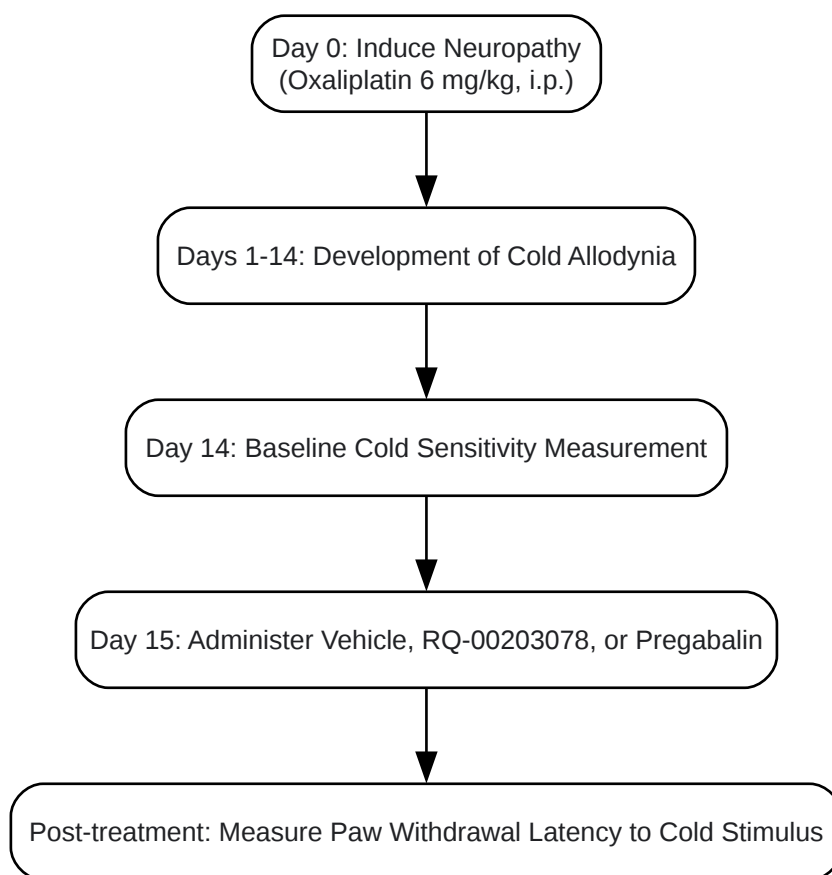 Day 0: Induce Neuropathy
(Oxaliplatin 6 mg/kg, i.p.)
Days 1-14: Development of Cold Allodynia
Day 14: Baseline Cold Sensitivity Measurement
Day 15: Administer Vehicle, RQ-00203078, or Pregabalin
Post-treatment: Measure Paw Withdrawal Latency to Cold Stimulus